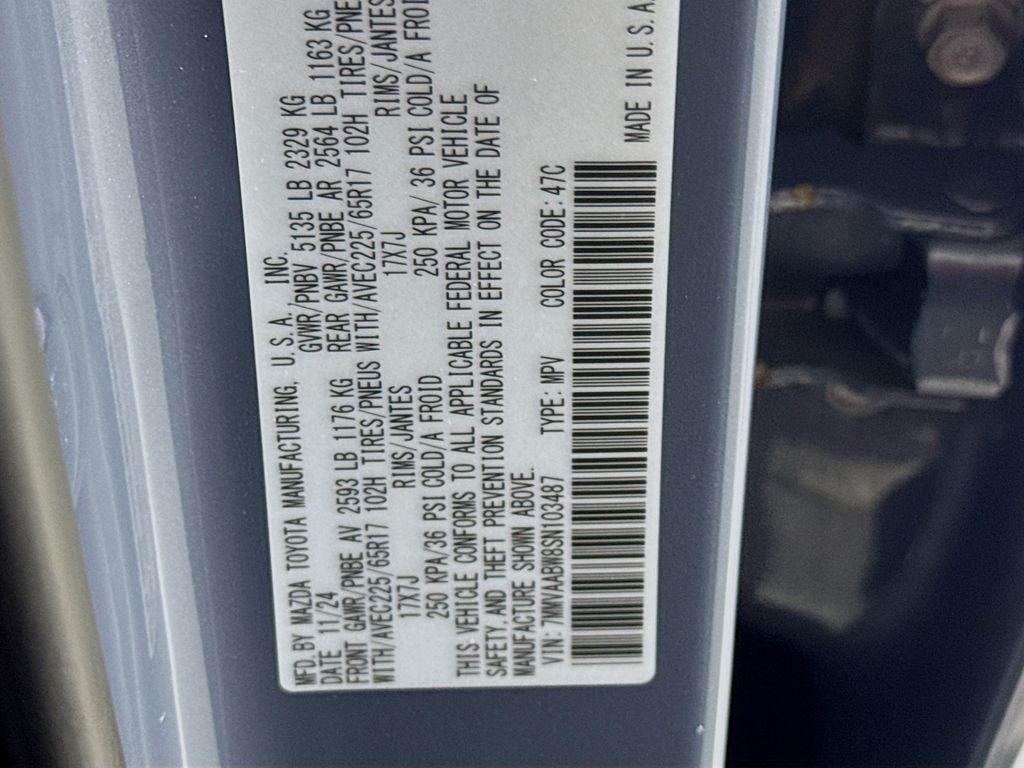 MFD. BY MAZDA TOYOTA MANUFACTURING, U.S.A., INC.
DATE 11/24 GVWR/PNBV 5135 LB 2329 KG
FRONT GAWR/PNBE AV 2593 LB 1176 KG REAR GAWR/PNBE AR 2564 LB 1163 KG
WITH/AVEC225/65R17 102H TIRES/PNEUS WITH/AVEC225/65R17 102H TIRES/PNE
17X7J RIMS/JANTES 17X7J RIMS/JANTES
250 KPA/36 PSI COLD/A FROID 250 KPA/ 36 PSI COLD/A FROI
THIS VEHICLE CONFORMS TO ALL APPLICABLE FEDERAL MOTOR VEHICLE
SAFETY, AND THEFT PREVENTION STANDARDS IN EFFECT ON THE DATE OF
MANUFACTURE SHOWN ABOVE.
VIN: 7MMVAABW8SN103487 TYPE: MPV COLOR CODE: 47C
MADE IN U.S.A.